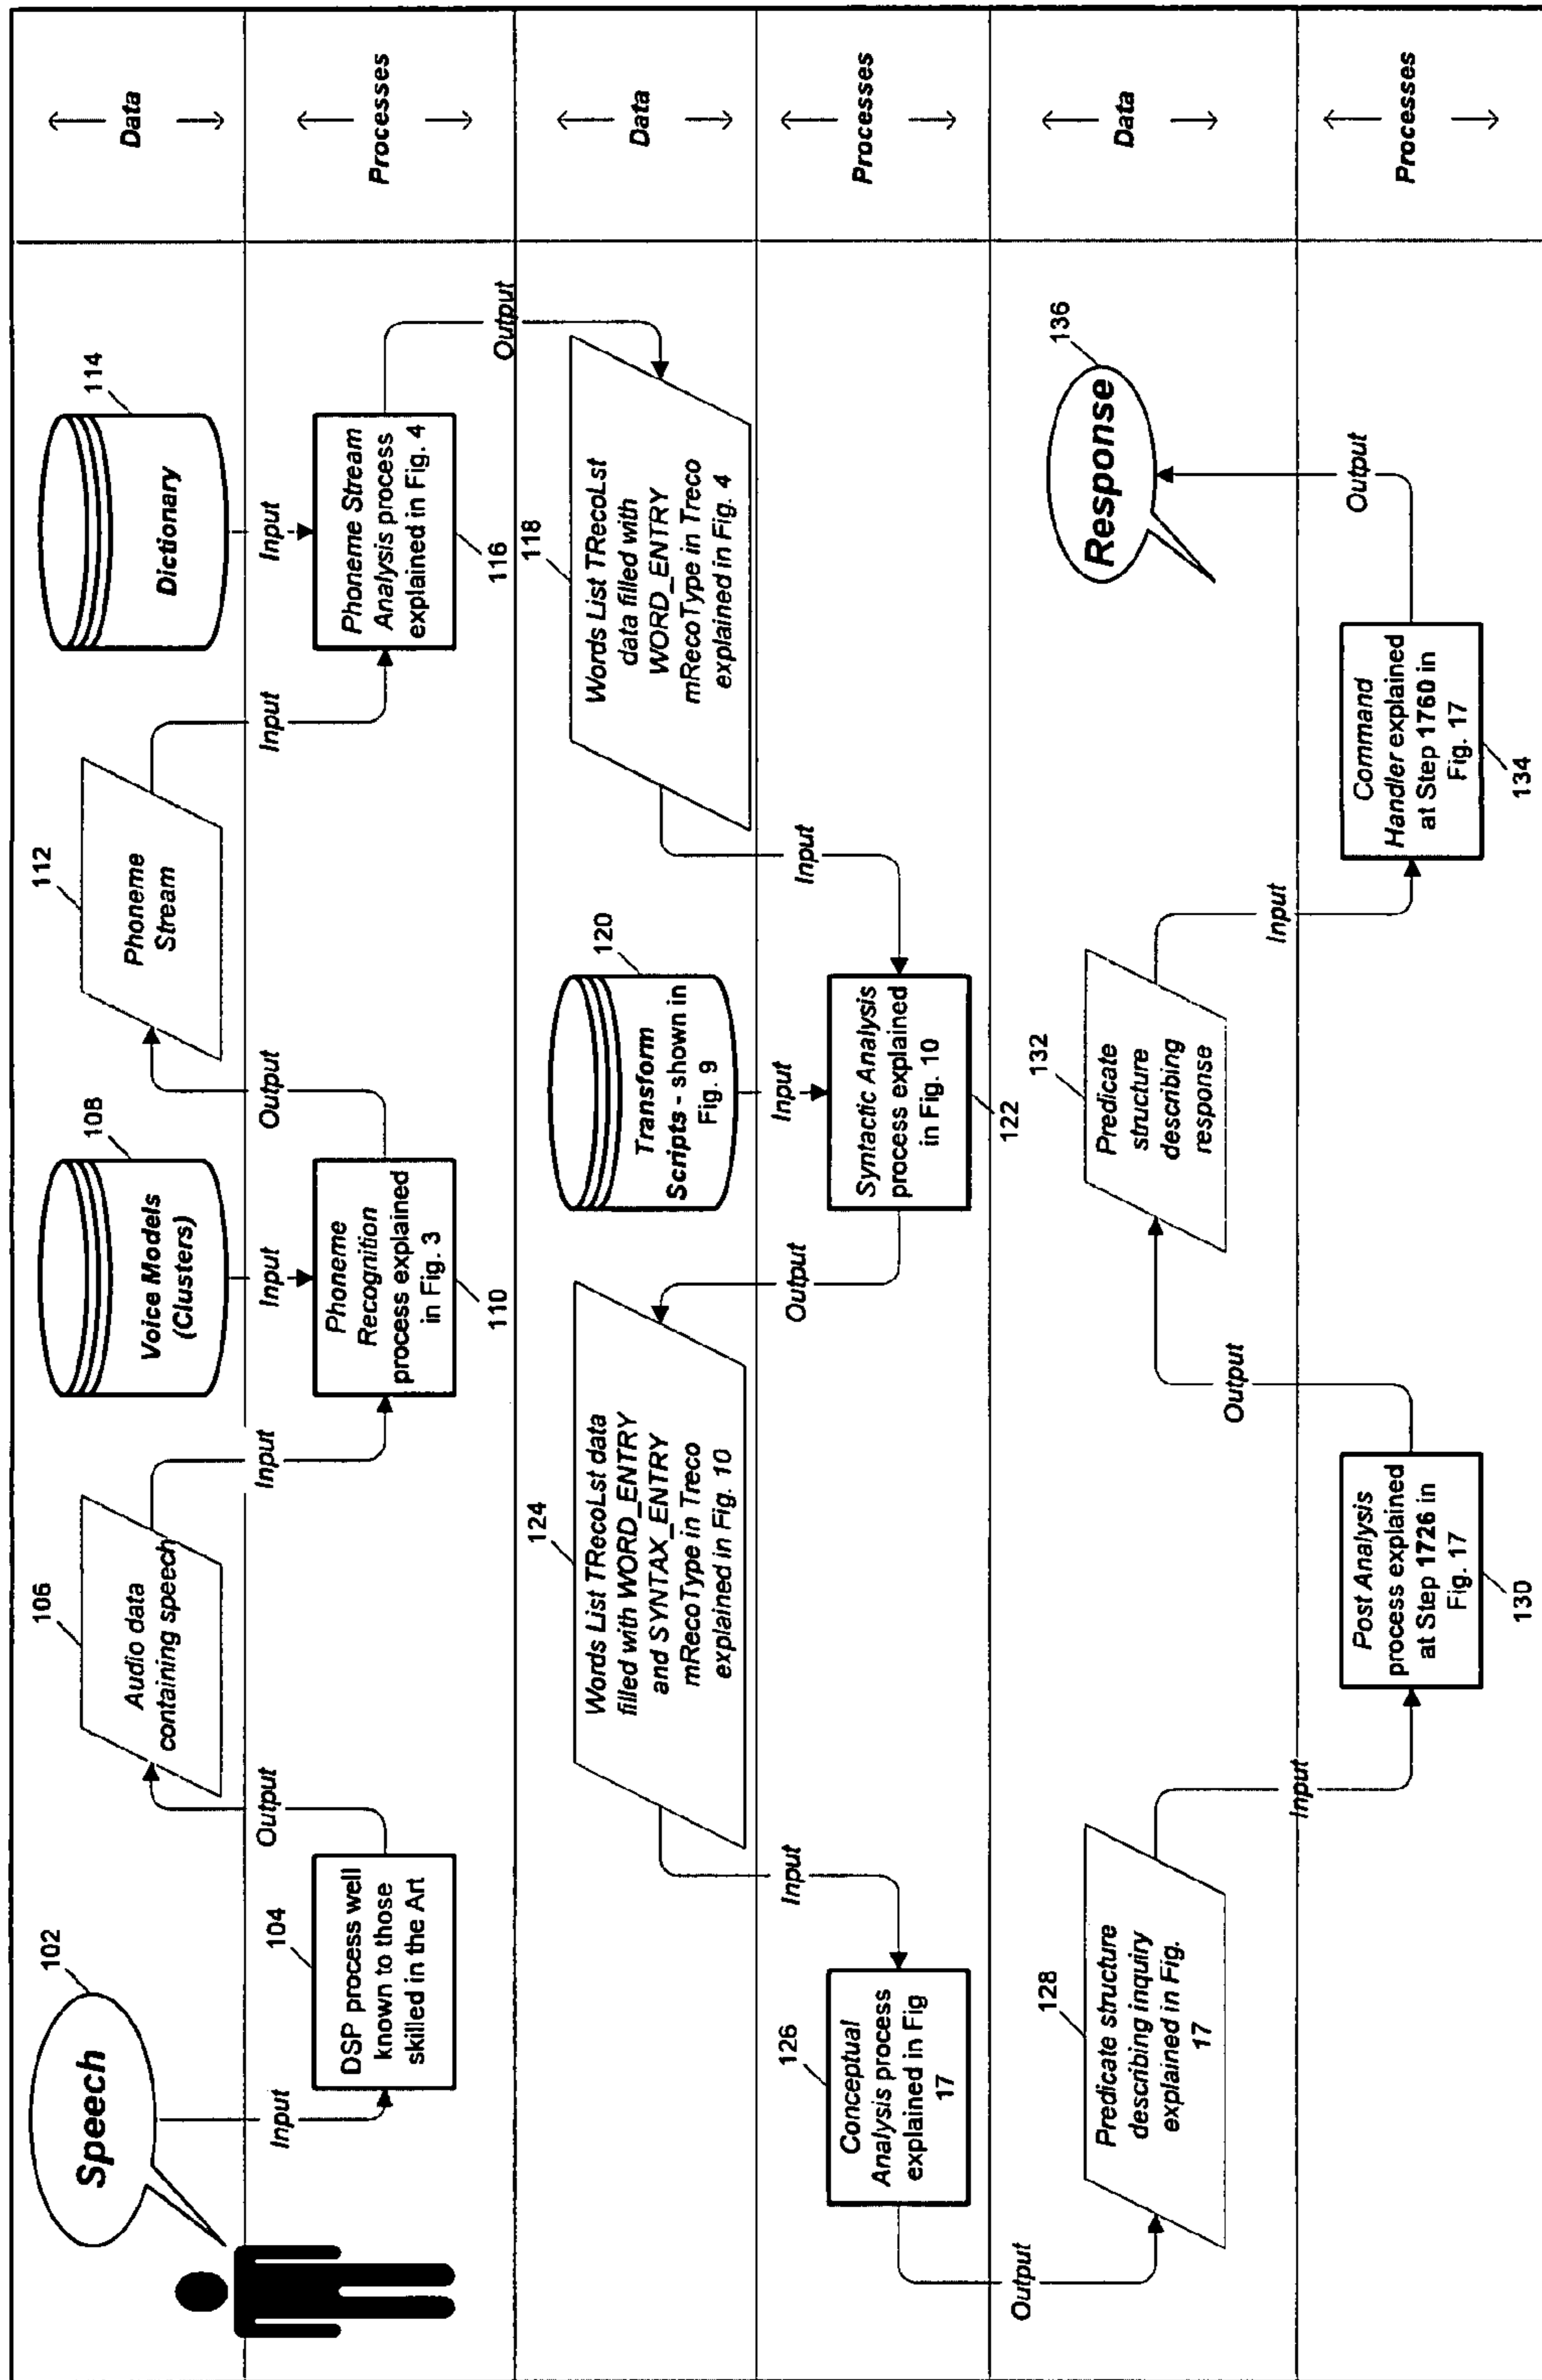 102
Speech
Input
104
DSP process well
known to those
skilled in the Art
Output
106
Audio data
containing speech
Input
108
Voice Models
(Clusters)
Input
Phoneme
Recognition
process explained
in Fig. 3
110
Output
112
Phoneme
Stream
Input
114
Dictionary
Input
Phoneme Stream
Analysis process
explained in Fig. 4
116
Output
Data
Processes
118
Words List TRecoLst
data filled with
WORD_ENTRY
mRecoType in Treco
explained in Fig. 4
Input
120
Transform
Scripts - shown in
Fig. 9
Input
Syntactic Analysis
process explained
in Fig. 10
122
Output
124
Words List TRecoLst data
filled with WORD_ENTRY
and SYNTAX_ENTRY
mRecoType in Treco
explained in Fig. 10
Input
126
Conceptual
Analysis process
explained in Fig
17
Output
Data
Processes
128
Predicate structure
describing inquiry
explained in Fig.
17
Input
Post Analysis
process explained
at Step 1726 in
Fig. 17
130
Output
132
Predicate
structure
describing
response
Input
Command
Handler explained
at Step 1760 in
Fig. 17
134
Output
136
Response
Data
Processes